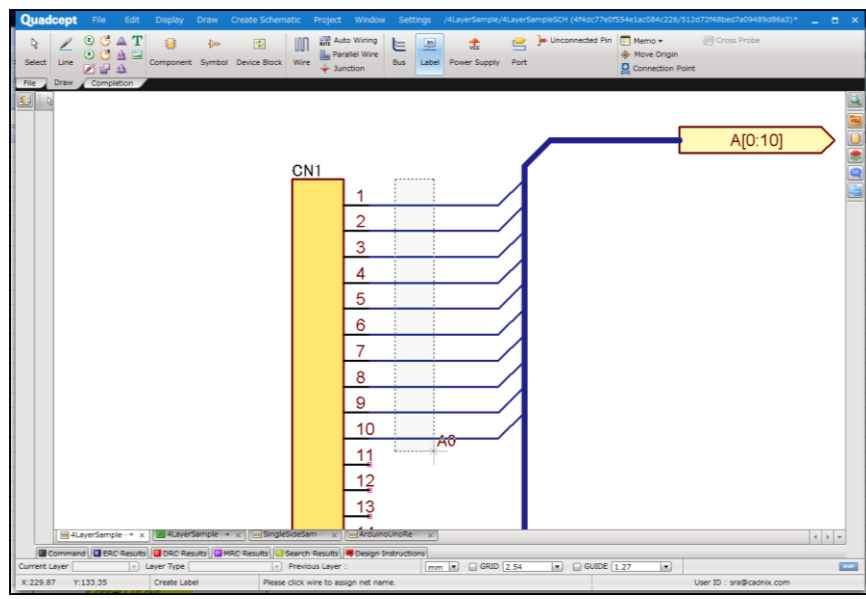 Quadcept File Edit Display Draw Create Schematic Project Window Settings /4LayerSample/4LayerSampleSCH (4f4dc77e0f554e1ac084c226/512d72f48bed7a09489d86a3)*
Select Line T Component Symbol Device Block Wire Auto Wiring Parallel Wire Junction Bus Label Power Supply Port Unconnected Pin Memo Move Origin Connection Point Cross Probe
File Draw Completion
A[0:10]
CN1
1
2
3
4
5
6
7
8
9
10
A0
11
12
13
4LayerSample 4LayerSample SingleSideSam ArduinoUnoRe
Command ERC Results DRC Results MRC Results Search Results Design Instructions
Current Layer Layer Type Previous Layer : mm GRID 2.54 GUIDE 1.27
X:229.87 Y:133.35 Create Label Please click wire to assign net name. User ID : sra@cadnix.com